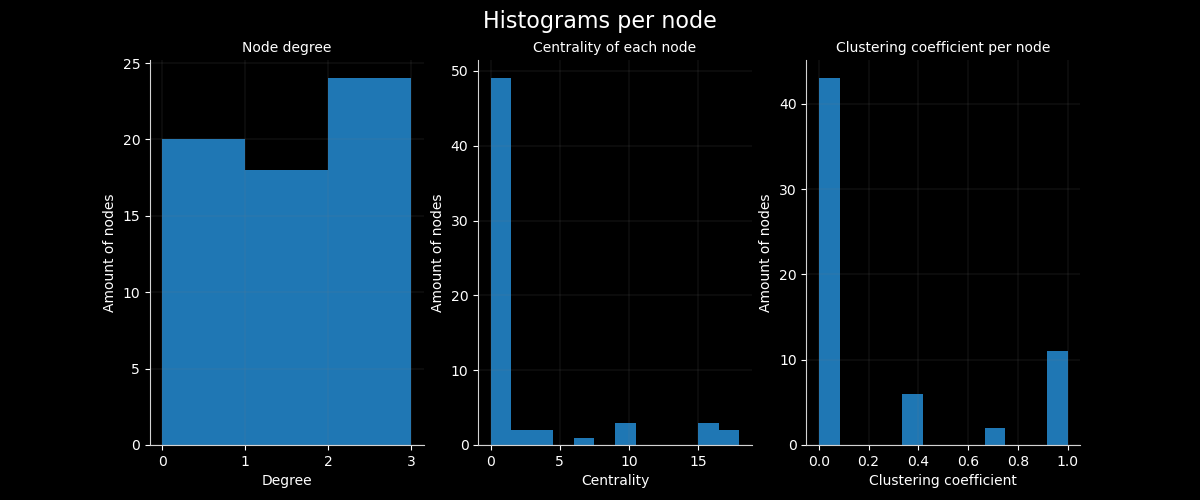 Histograms per node
Node degree
Centrality of each node
Clustering coefficient per node
Amount of nodes
25
20
15
10
5
0
0 1 2 3
Degree
Amount of nodes
50
40
30
20
10
0
0 5 10 15
Centrality
Amount of nodes
40
30
20
10
0
0.0 0.2 0.4 0.6 0.8 1.0
Clustering coefficient